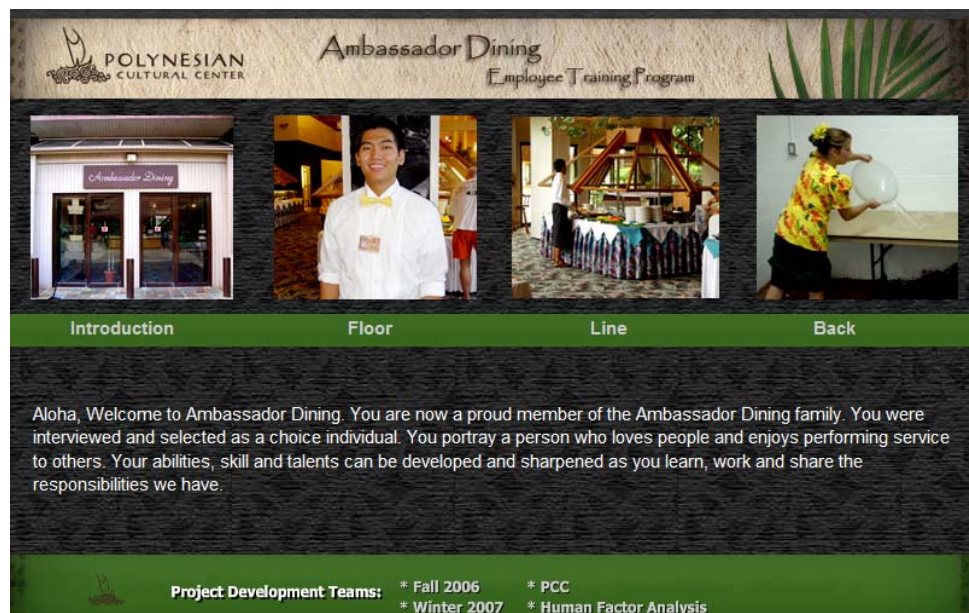 POLYNESIAN
CULTURAL CENTER
Ambassador Dining
Employee Training Program
Ambassador Dining
Introduction
Floor
Line
Back
Aloha, Welcome to Ambassador Dining. You are now a proud member of the Ambassador Dining family. You were
interviewed and selected as a choice individual. You portray a person who loves people and enjoys performing service
to others. Your abilities, skill and talents can be developed and sharpened as you learn, work and share the
responsibilities we have.
Project Development Teams:
* Fall 2006
* PCC
* Winter 2007
* Human Factor Analysis